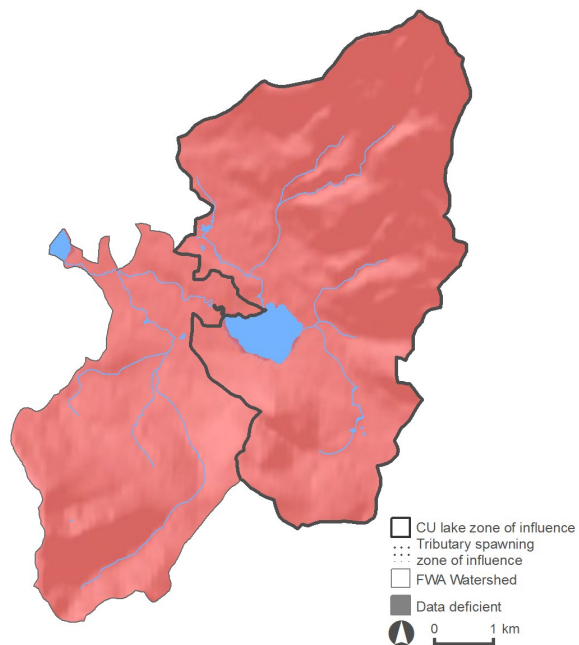 CU lake zone of influence
Tributary spawning
zone of influence
FWA Watershed
Data deficient
0 1 km